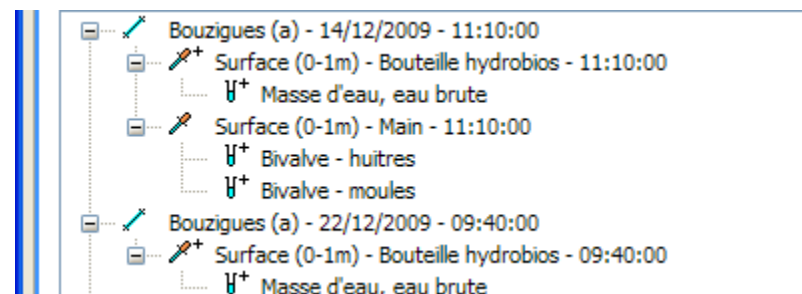 Bouzigues (a) - 14/12/2009 - 11:10:00
Surface (0-1m) - Bouteille hydrobios - 11:10:00
Masse d'eau, eau brute
Surface (0-1m) - Main - 11:10:00
Bivalve - huitres
Bivalve - moules
Bouzigues (a) - 22/12/2009 - 09:40:00
Surface (0-1m) - Bouteille hydrobios - 09:40:00
Masse d'eau, eau brute